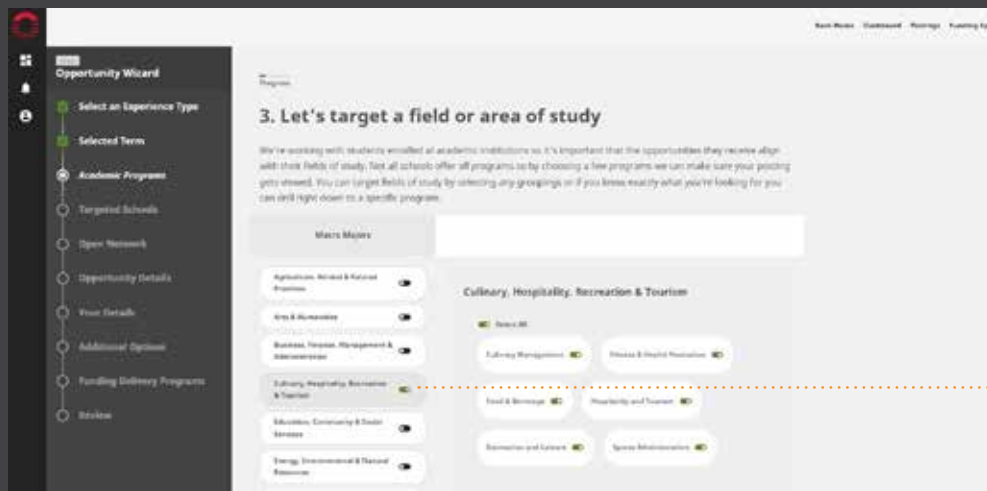 Opportunity Wizard
Select an Experience Type
Selected Term
Academic Programs
Targeted Schools
Open Network
Opportunity Details
Your Details
Additional Options
Funding Delivery Programs
Review
Progress
3. Let's target a field or area of study
We're working with students enrolled at academic institutions so it's important that the opportunities they receive align
with their fields of study. Not all schools offer all programs so by choosing a few programs we can make sure your posting
gets viewed. You can target fields of study by selecting any groupings or if you know exactly what you're looking for you
can drill right down to a specific program.
Macro Majors
Arts & Humanities
Business, Finance, Management &
Administration
Culinary, Hospitality, Recreation
& Tourism
Education, Community & Social
Services
Energy, Environmental & Natural
Resources
Culinary, Hospitality, Recreation & Tourism
Select All
Culinary Management
Fitness & Health Promotion
Food & Beverage
Hospitality and Tourism
Recreation and Leisure
Sports Administration